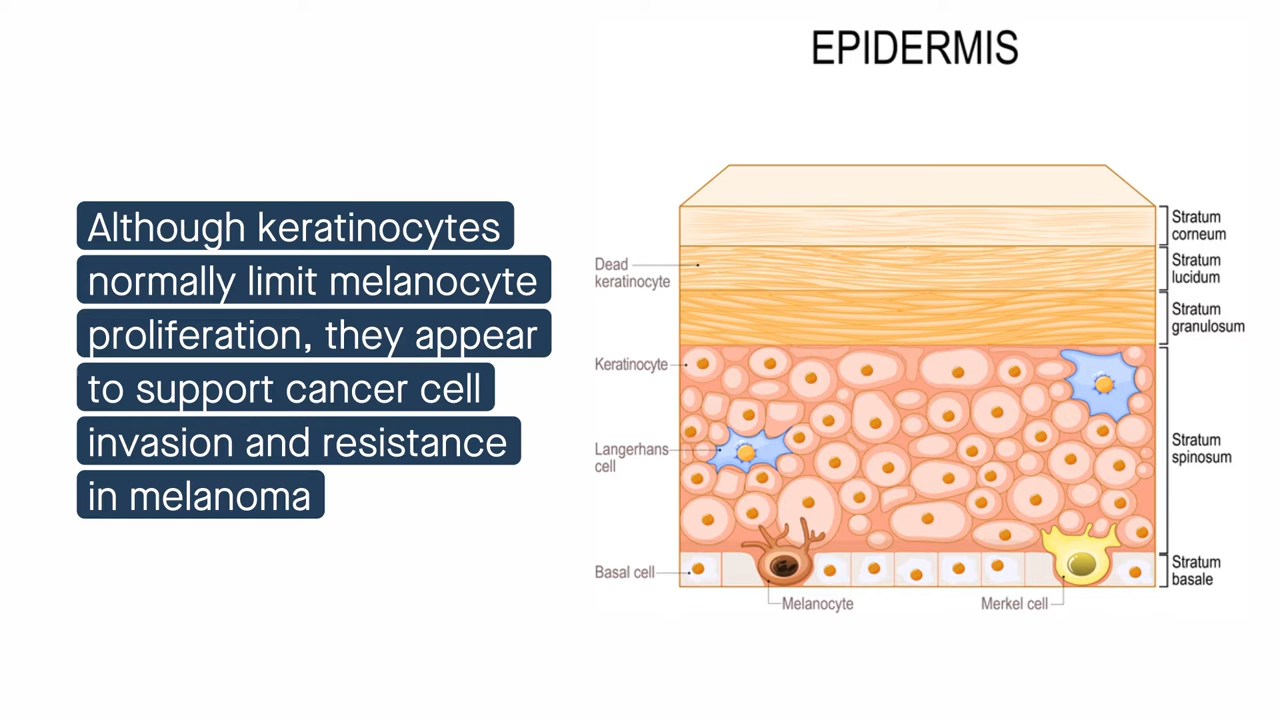 Although keratinocytes
normally limit melanocyte
proliferation, they appear
to support cancer cell
invasion and resistance
in melanoma
EPIDERMIS
Dead
keratinocyte
Keratinocyte
Langerhans
cell
Basal cell
Melanocyte
Merkel cell
Stratum
corneum
Stratum
lucidum
Stratum
granulosum
Stratum
spinosum
Stratum
basale